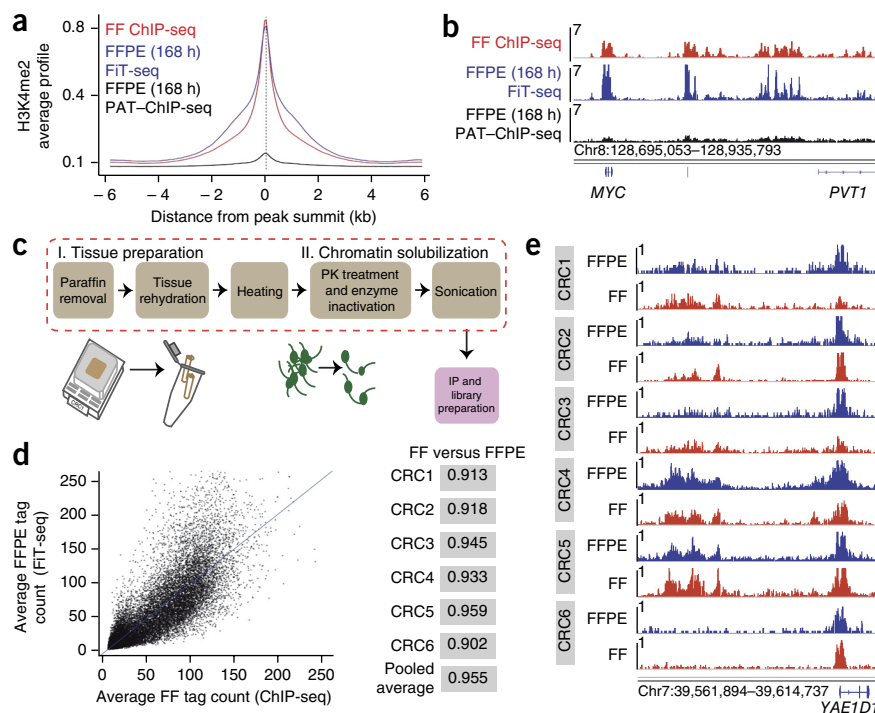 a
H3K4me2
average profile
0.8
0.4
0.1
FF ChIP-seq
FFPE (168 h)
FiT-seq
FFPE (168 h)
PAT–ChIP-seq
−6 −4 −2 0 2 4 6
Distance from peak summit (kb)
b
FF ChIP-seq
7
FFPE (168 h)
FiT-seq
7
FFPE (168 h)
PAT–ChIP-seq
7
Chr8:128,695,053–128,935,793
MYC PVT1
c
I. Tissue preparation
II. Chromatin solubilization
Paraffin
removal
Tissue
rehydration
Heating
PK treatment
and enzyme
inactivation
Sonication
IP and
library
preparation
CRC1
d
Average FFPE tag
count (FiT-seq)
250
200
150
100
50
0
0 50 100 150 200 250
Average FF tag count (ChIP-seq)
FF versus FFPE
CRC1 0.913
CRC2 0.918
CRC3 0.945
CRC4 0.933
CRC5 0.959
CRC6 0.902
Pooled
average 0.955
e
CRC1
FFPE 1
FF 1
CRC2
FFPE 1
FF 1
CRC3
FFPE 1
FF 1
CRC4
FFPE 1
FF 1
CRC5
FFPE 1
FF 1
CRC6
FFPE 1
FF 1
Chr7:39,561,894–39,614,737
YAE1D1